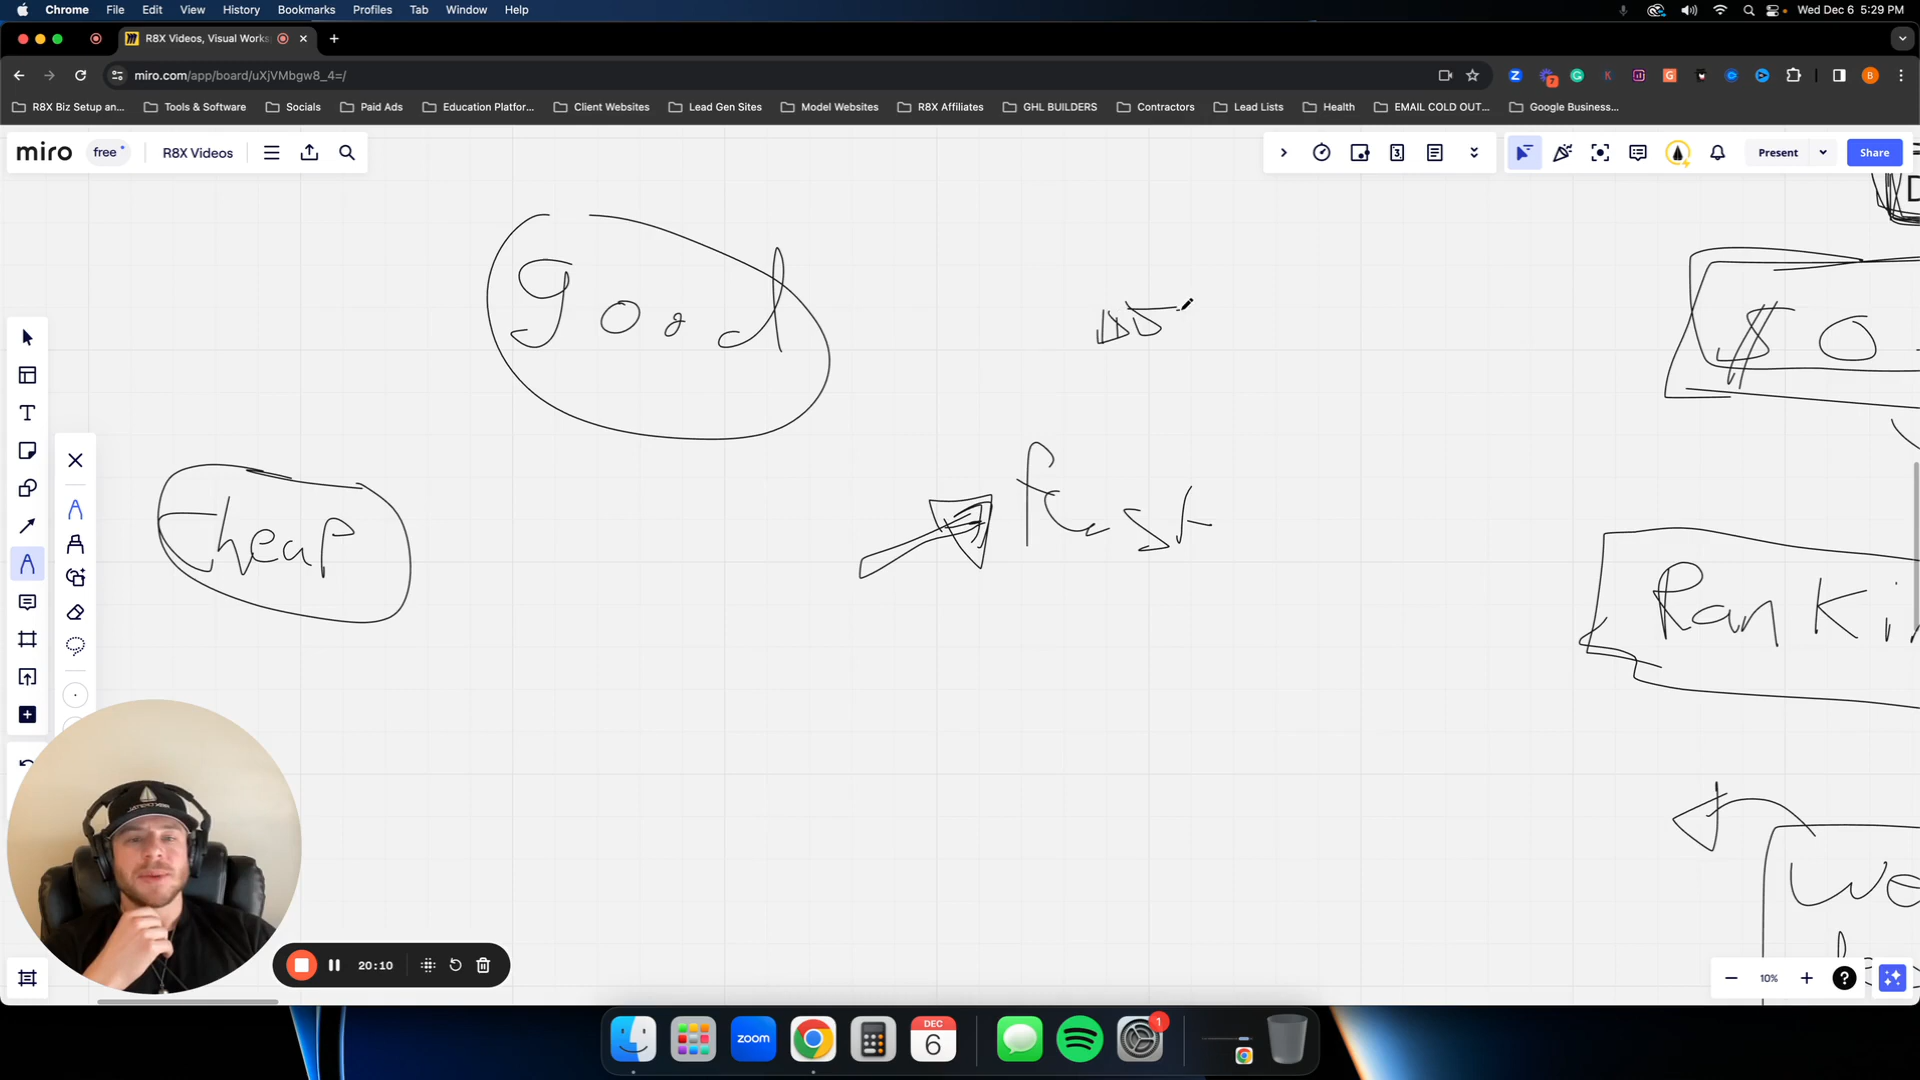 Chrome File Edit View History Bookmarks Profiles Tab Window Help Wed Dec 6 5:29 PM
R8X Videos, Visual Works
miro.com/app/board/uXjVMbgw8_4=/
R8X Biz Setup an... Tools & Software Socials Paid Ads Education Platfor... Client Websites Lead Gen Sites Model Websites R8X Affiliates GHL BUILDERS Contractors Lead Lists Health EMAIL COLD OUT... Google Business...
miro free R8X Videos Present Share
good
$ 0
fast
cheap
Ranki
wo
20:10
10%
zoom
DEC
6
1